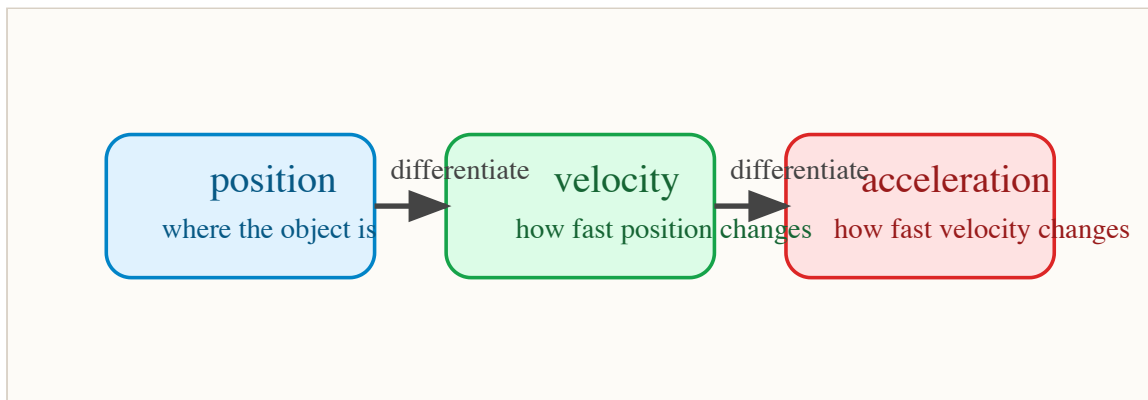 position
where the object is
differentiate
velocity
how fast position changes
differentiate
acceleration
how fast velocity changes